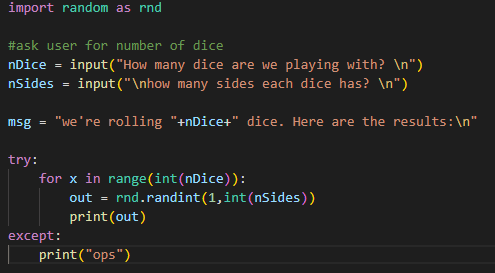 import random as rnd
#ask user for number of dice
nDice = input("How many dice are we playing with? \n")
nSides = input("\nhow many sides each dice has? \n")
msg = "we're rolling "+nDice+" dice. Here are the results:\n"
try:
    for x in range(int(nDice)):
        out = rnd.randint(1,int(nSides))
        print(out)
except:
    print("ops")